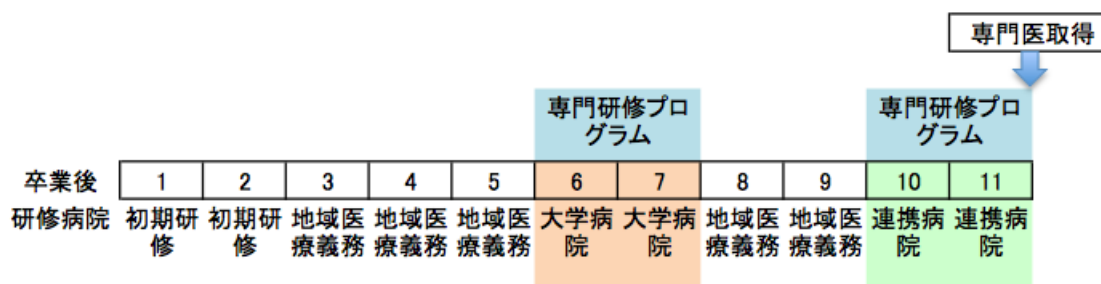 専門医取得
専門研修プロ
グラム
専門研修プロ
グラム
卒業後 1 2 3 4 5 6 7 8 9 10 11
研修病院 初期研 初期研 地域医 地域医 地域医 大学病 大学病 地域医 地域医 連携病 連携病
修 修 療義務 療義務 療義務 院 院 療義務 療義務 院 院